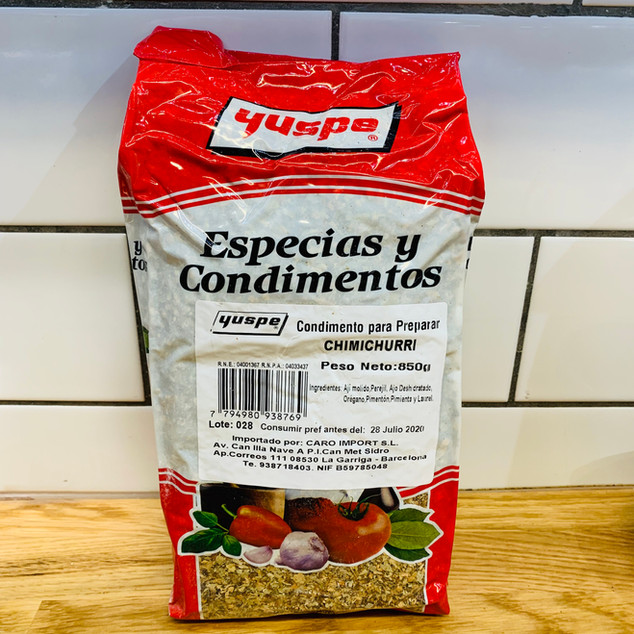 yuspe ®
Especias y
Condimentos
yuspe ®
Condimento para Preparar
CHIMICHURRI
Peso Neto:850g
R.N.E.: 04001367 R.N.P.A.: 04033437
Ingredientes: Ají molido,Perejil, Ajo Deshidratado,
Orégano,Pimentón,Pimienta y Laurel.
7 794980 938769
Lote: 028 Consumir pref antes del: 28 Julio 2020
Importado por: CARO IMPORT S.L.
Av. Can Illa Nave A P.I.Can Met Sidro
Ap.Correos 111 08530 La Garriga - Barcelona
Te. 938718403. NIF B59785048